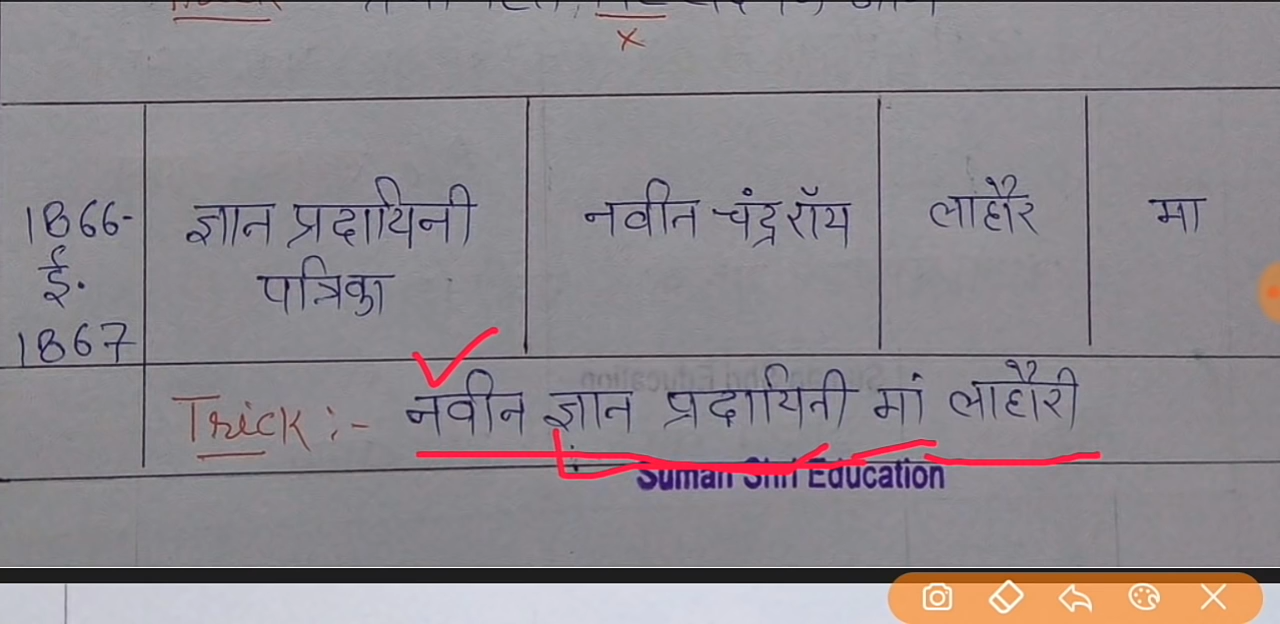 1866-
ई.
1867
ज्ञान प्रदायिनी
पत्रिका
नवीन चंद्र रॉय
लाहौर
मा
Trick :- नवीन ज्ञान प्रदायिनी मां लाहौरी
Suman Shri Education